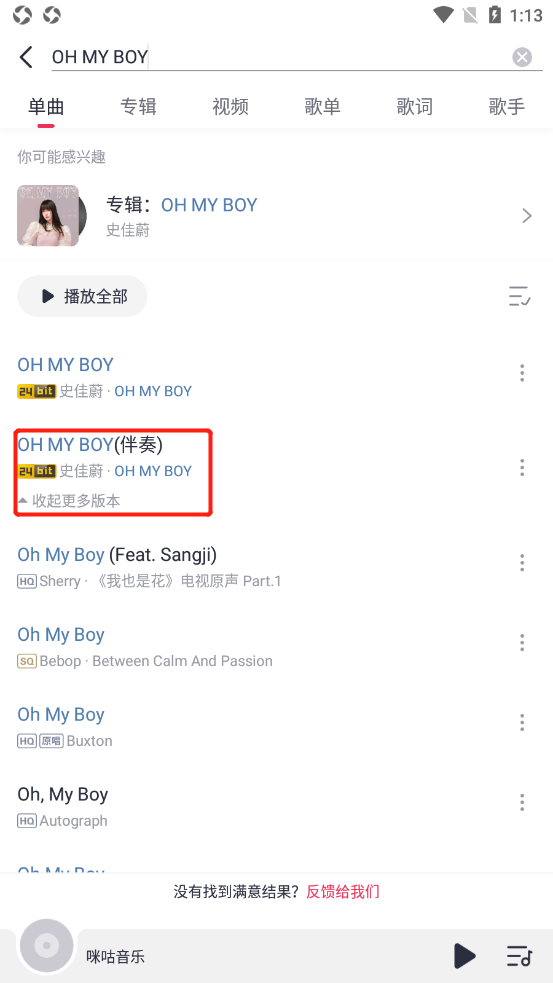 1:13
OH MY BOY
单曲 专辑 视频 歌单 歌词 歌手
你可能感兴趣
OH MY BOY
专辑：OH MY BOY
史佳蔚
播放全部
OH MY BOY
24bit 史佳蔚 · OH MY BOY
OH MY BOY(伴奏)
24bit 史佳蔚 · OH MY BOY
收起更多版本
Oh My Boy (Feat. Sangji)
HQ Sherry · 《我也是花》电视原声 Part.1
Oh My Boy
SQ Bebop · Between Calm And Passion
Oh My Boy
HQ 原唱 Buxton
Oh, My Boy
HQ Autograph
Oh My Boy
没有找到满意结果？反馈给我们
咪咕音乐